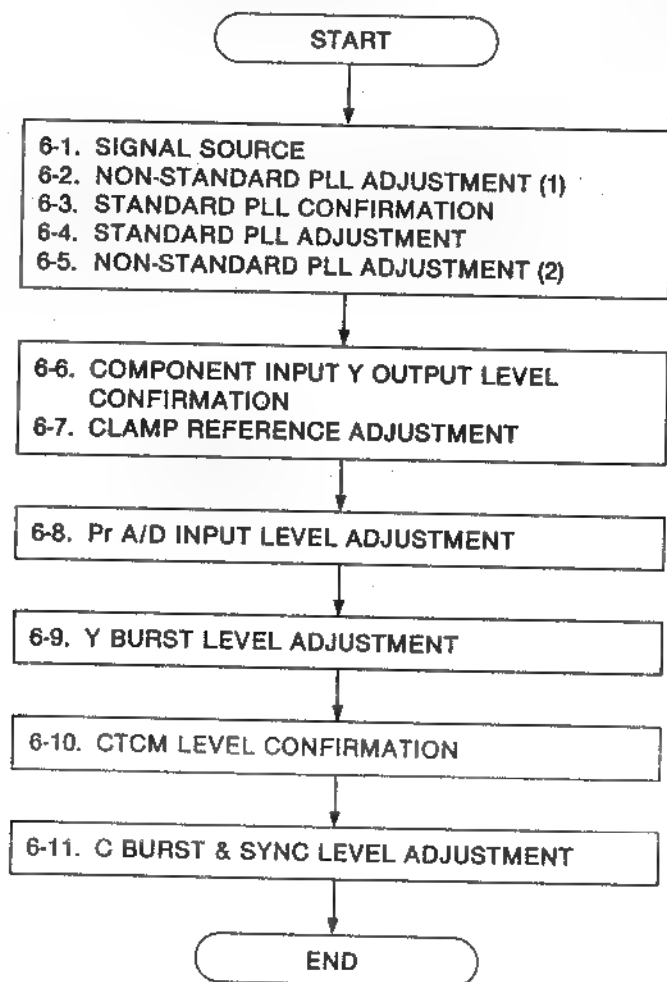 START
6-1. SIGNAL SOURCE
6-2. NON-STANDARD PLL ADJUSTMENT (1)
6-3. STANDARD PLL CONFIRMATION
6-4. STANDARD PLL ADJUSTMENT
6-5. NON-STANDARD PLL ADJUSTMENT (2)
6-6. COMPONENT INPUT Y OUTPUT LEVEL
CONFIRMATION
6-7. CLAMP REFERENCE ADJUSTMENT
6-8. Pr A/D INPUT LEVEL ADJUSTMENT
6-9. Y BURST LEVEL ADJUSTMENT
6-10. CTCM LEVEL CONFIRMATION
6-11. C BURST & SYNC LEVEL ADJUSTMENT
END